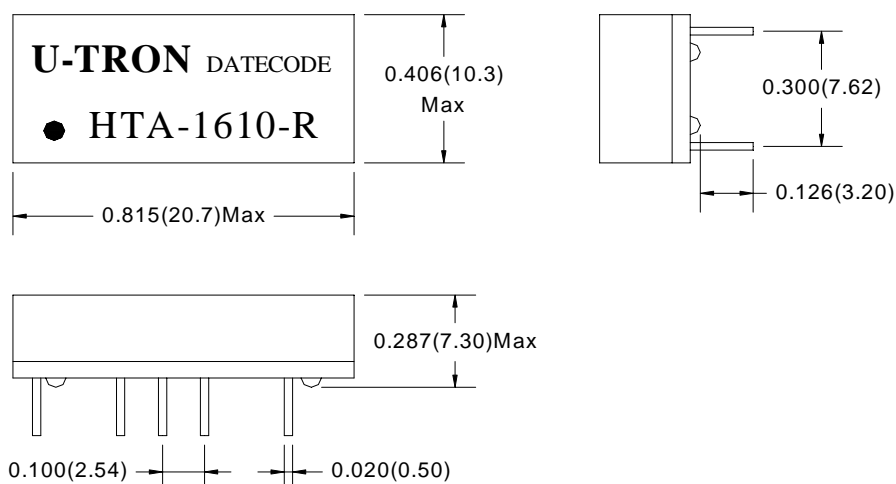 U-TRON DATECODE
HTA-1610-R
0.406(10.3)
Max
0.815(20.7)Max
0.300(7.62)
0.126(3.20)
0.287(7.30)Max
0.100(2.54)
0.020(0.50)